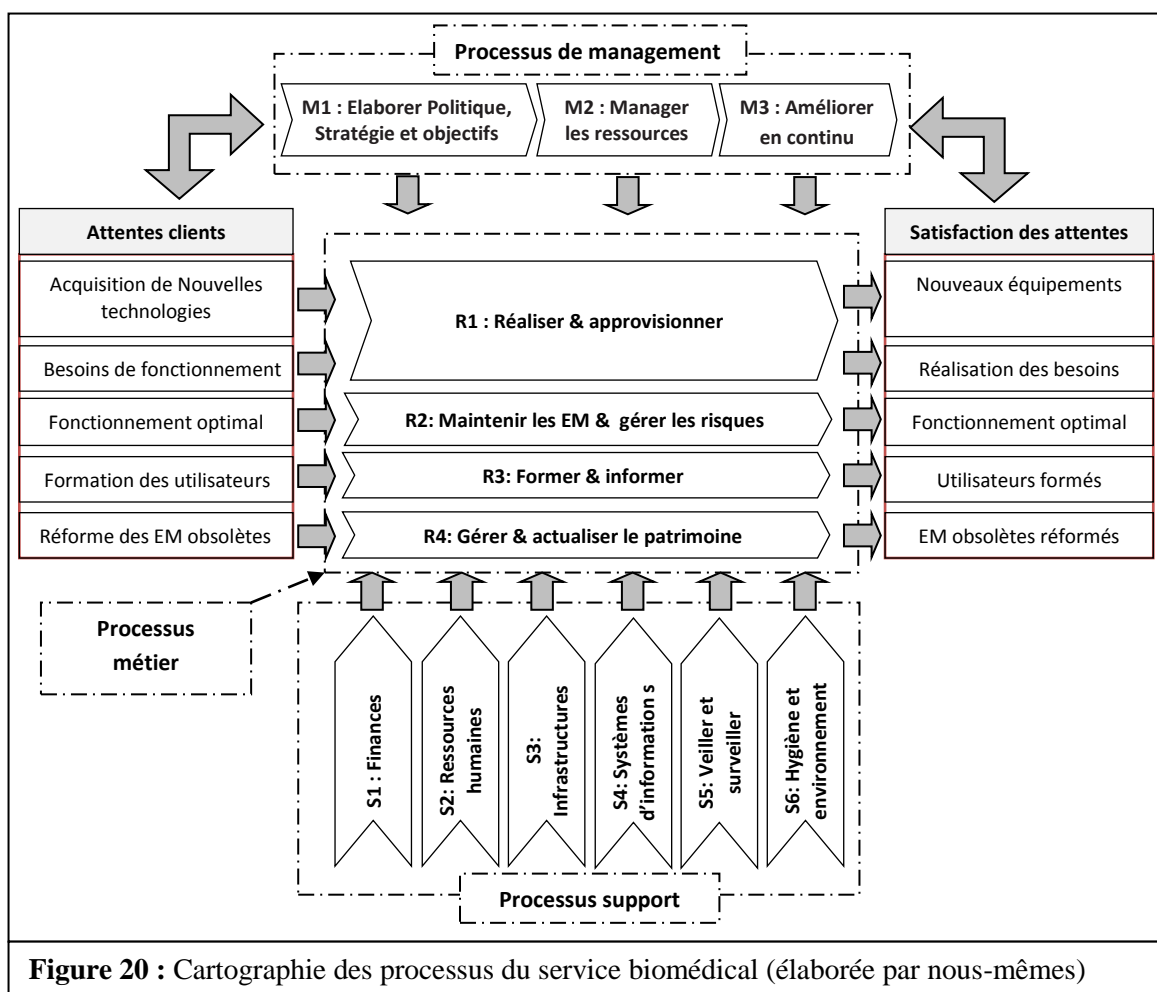 Processus de management
M1 : Elaborer Politique,
Stratégie et objectifs
M2 : Manager
les ressources
M3 : Améliorer
en continu
Attentes clients
Acquisition de Nouvelles
technologies
Besoins de fonctionnement
Fonctionnement optimal
Formation des utilisateurs
Réforme des EM obsolètes
R1 : Réaliser & approvisionner
R2: Maintenir les EM & gérer les risques
R3: Former & informer
R4: Gérer & actualiser le patrimoine
Satisfaction des attentes
Nouveaux équipements
Réalisation des besoins
Fonctionnement optimal
Utilisateurs formés
EM obsolètes réformés
Processus
métier
S1 : Finances
S2: Ressources
humaines
S3:
Infrastructures
S4: Systèmes
d’information s
S5: Veiller et
surveiller
S6: Hygiène et
environnement
Processus support
Figure 20 : Cartographie des processus du service biomédical (élaborée par nous-mêmes)